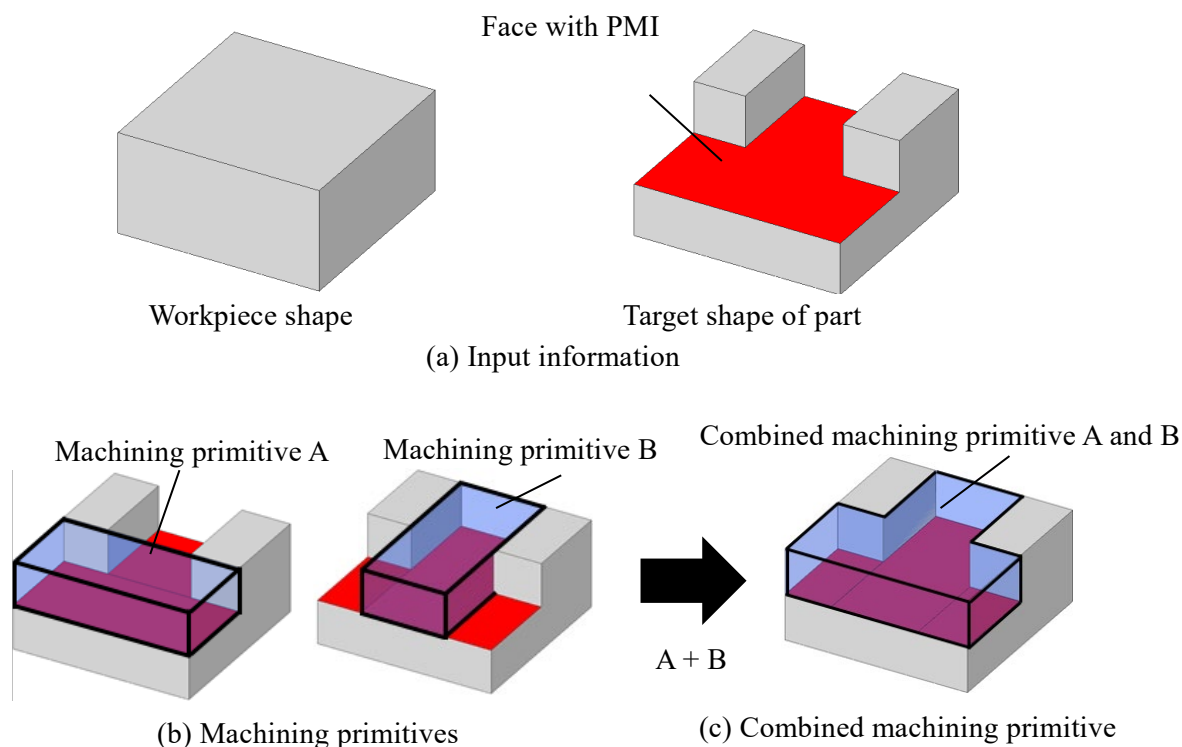 Face with PMI
Workpiece shape
Target shape of part
(a) Input information
Machining primitive A
Machining primitive B
Combined machining primitive A and B
A + B
(b) Machining primitives
(c) Combined machining primitive